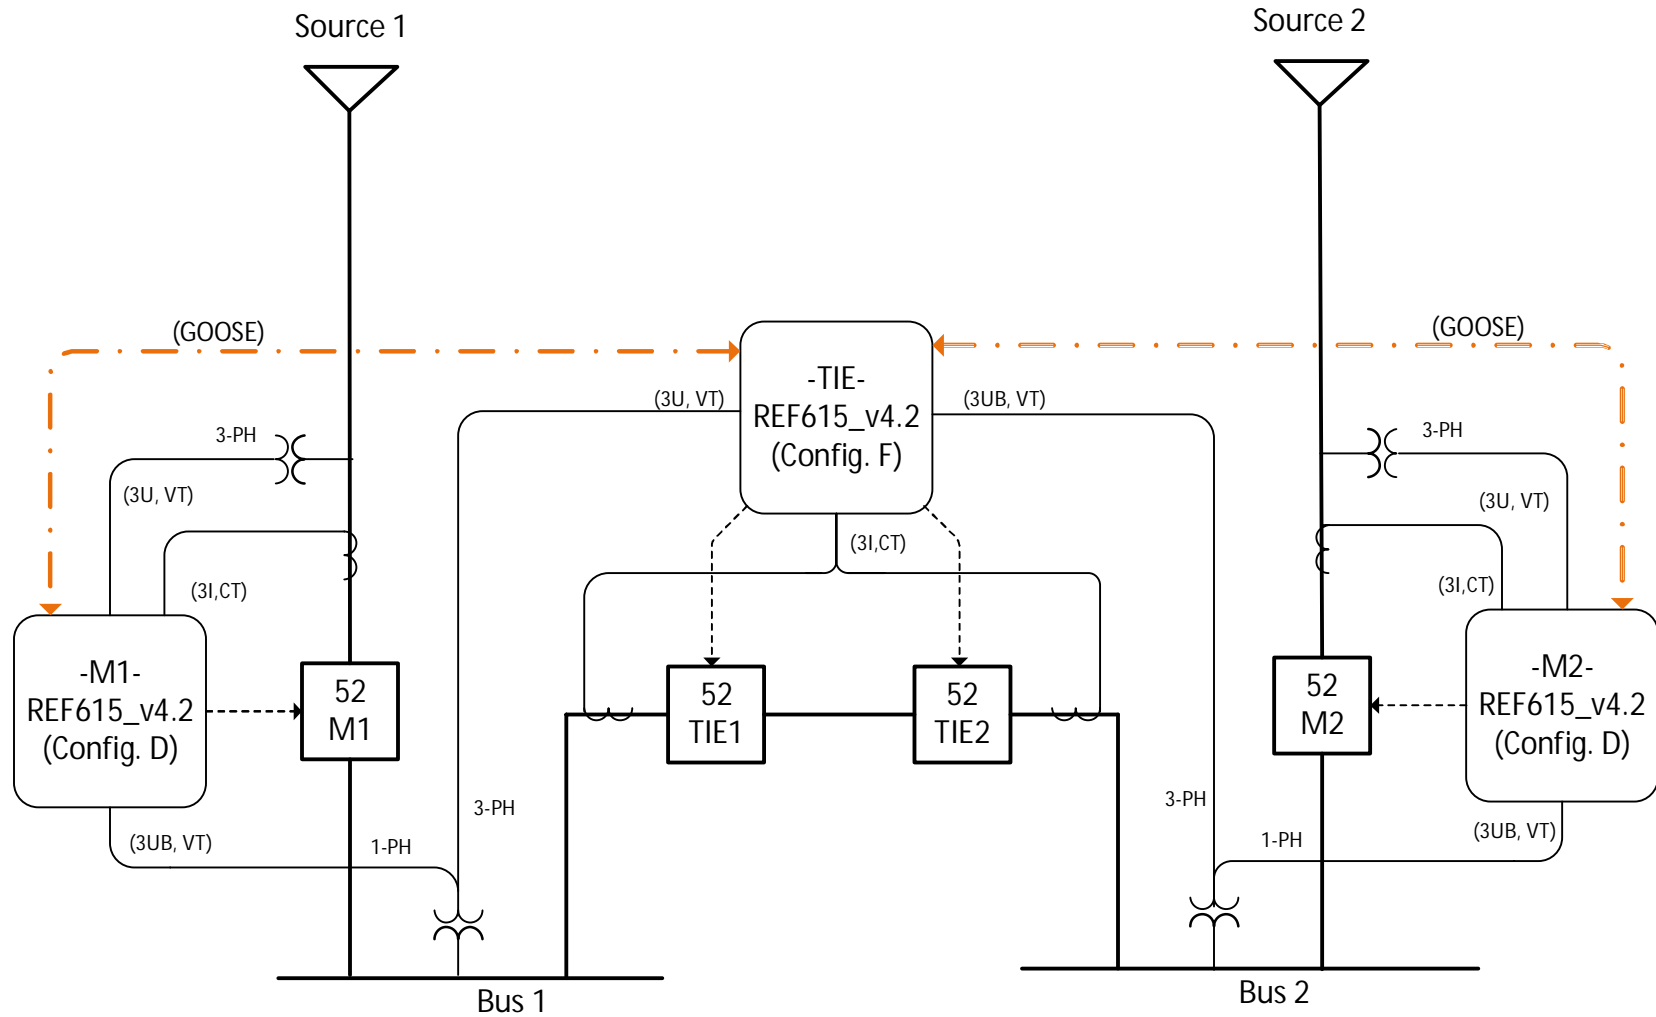 Source 1
Source 2
(GOOSE)
(GOOSE)
-TIE-
REF615_v4.2
(Config. F)
(3U, VT)
(3UB, VT)
3-PH
3-PH
(3U, VT)
(3U, VT)
(3I,CT)
(3I,CT)
(3I,CT)
-M1-
REF615_v4.2
(Config. D)
52
M1
52
TIE1
52
TIE2
52
M2
-M2-
REF615_v4.2
(Config. D)
3-PH
3-PH
(3UB, VT)
1-PH
1-PH
(3UB, VT)
Bus 1
Bus 2